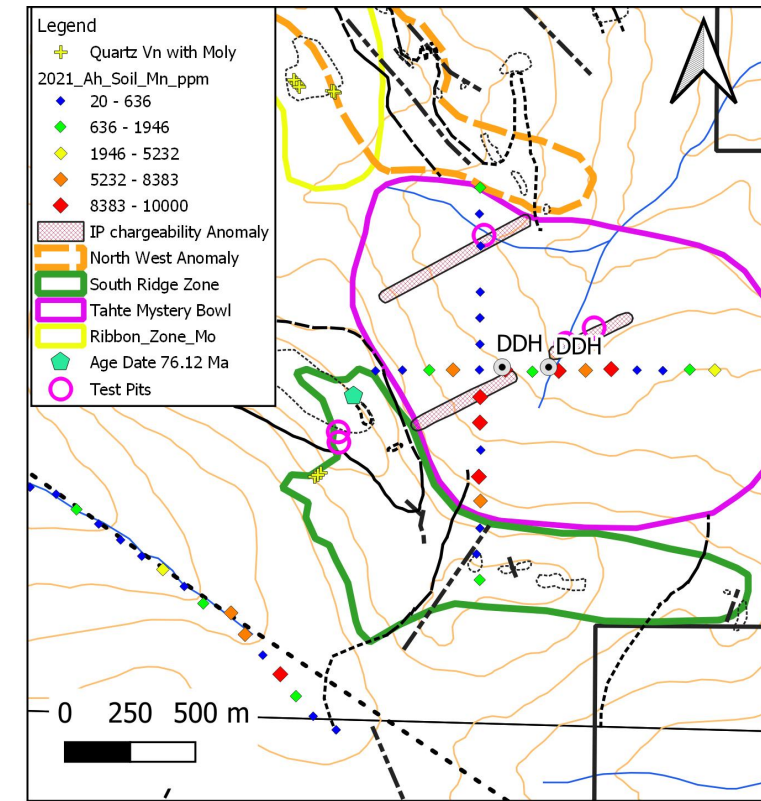 Legend
Quartz Vn with Moly
2021_Ah_Soil_Mn_ppm
20 - 636
636 - 1946
1946 - 5232
5232 - 8383
8383 - 10000
IP chargeability Anomaly
North West Anomaly
South Ridge Zone
Tahte Mystery Bowl
Ribbon_Zone_Mo
Age Date 76.12 Ma
Test Pits
DDH DDH
0 250 500 m